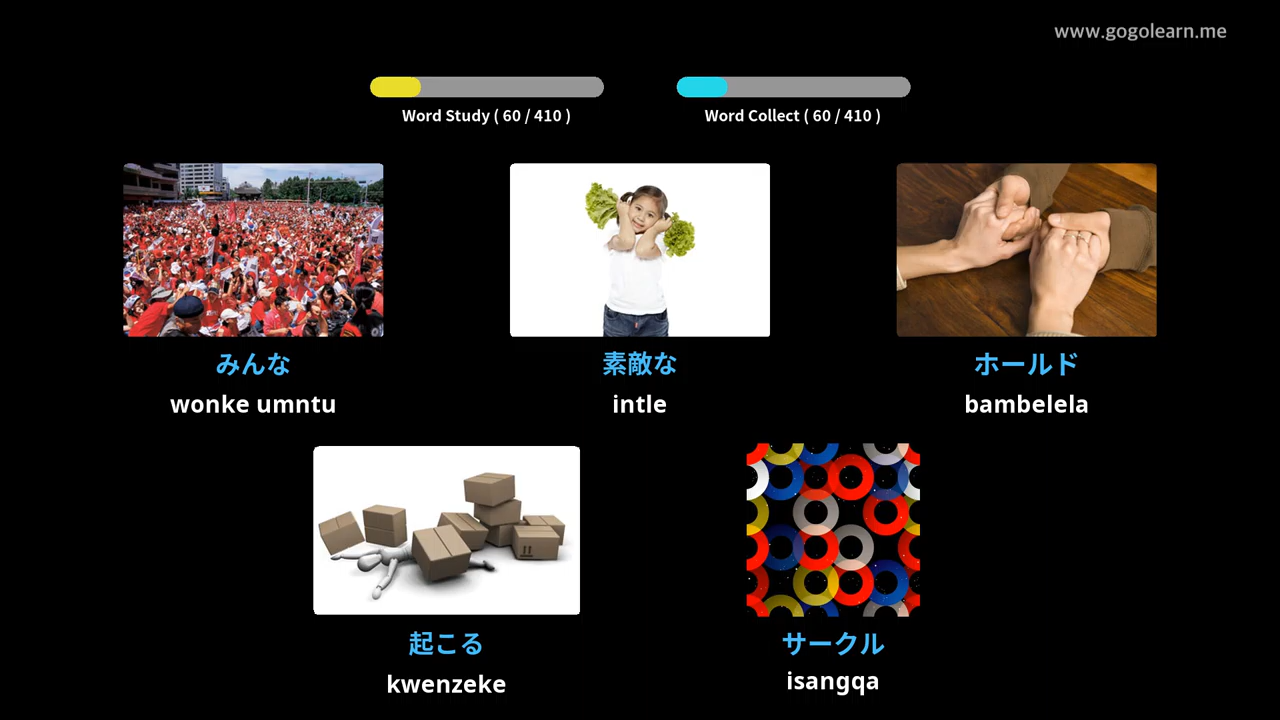 www.gogolearn.me
Word Study ( 60 / 410 )
Word Collect ( 60 / 410 )
みんな
wonke umntu
素敵な
intle
ホールド
bambelela
起こる
kwenzeke
サークル
isangqa